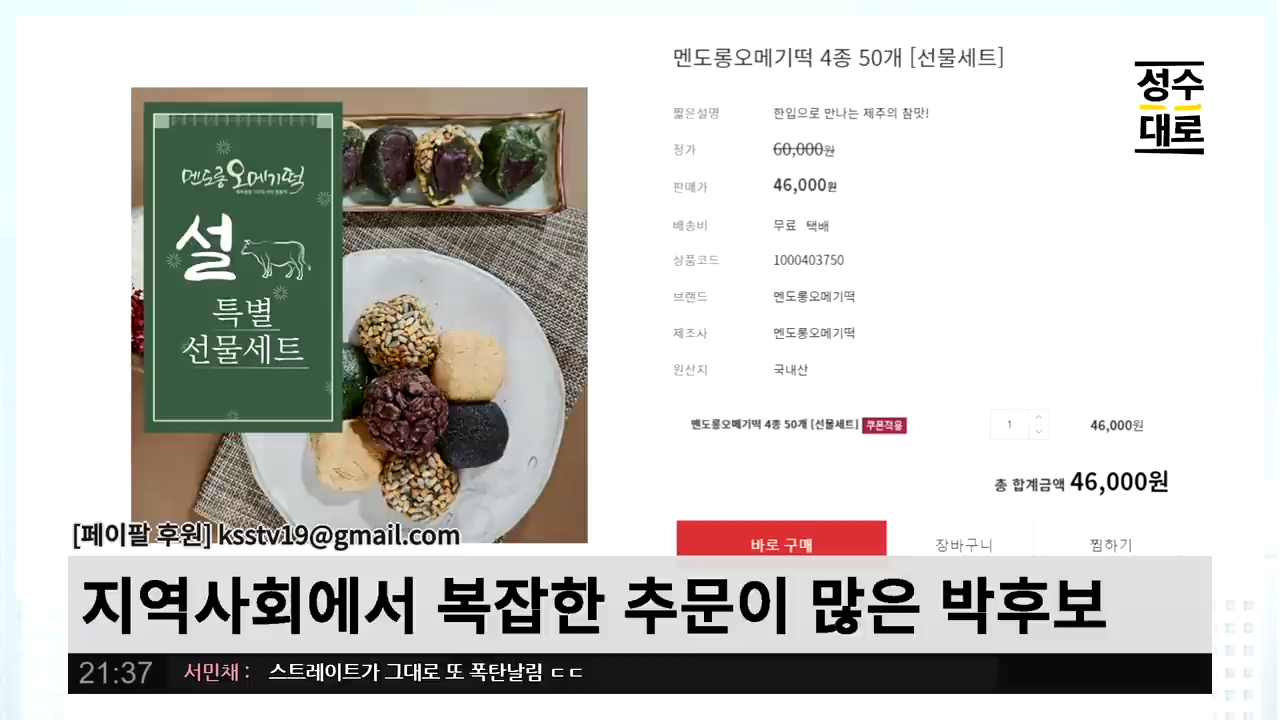 멘도롱오메기떡 4종 50개 [선물세트]
성수
대로
짧은설명 한입으로 만나는 제주의 참맛!
정가 60,000원
판매가 46,000원
배송비 무료 택배
상품코드 1000403750
브랜드 멘도롱오메기떡
제조사 멘도롱오메기떡
원산지 국내산
멘도롱오메기떡
설
특별
선물세트
멘도롱오메기떡 4종 50개 [선물세트] 쿠폰적용 1 46,000원
총 합계금액 46,000원
바로 구매 장바구니 찜하기
[페이팔 후원] ksstv19@gmail.com
지역사회에서 복잡한 추문이 많은 박후보
21:37 서민채 : 스트레이트가 그대로 또 폭탄날림 ㄷㄷ